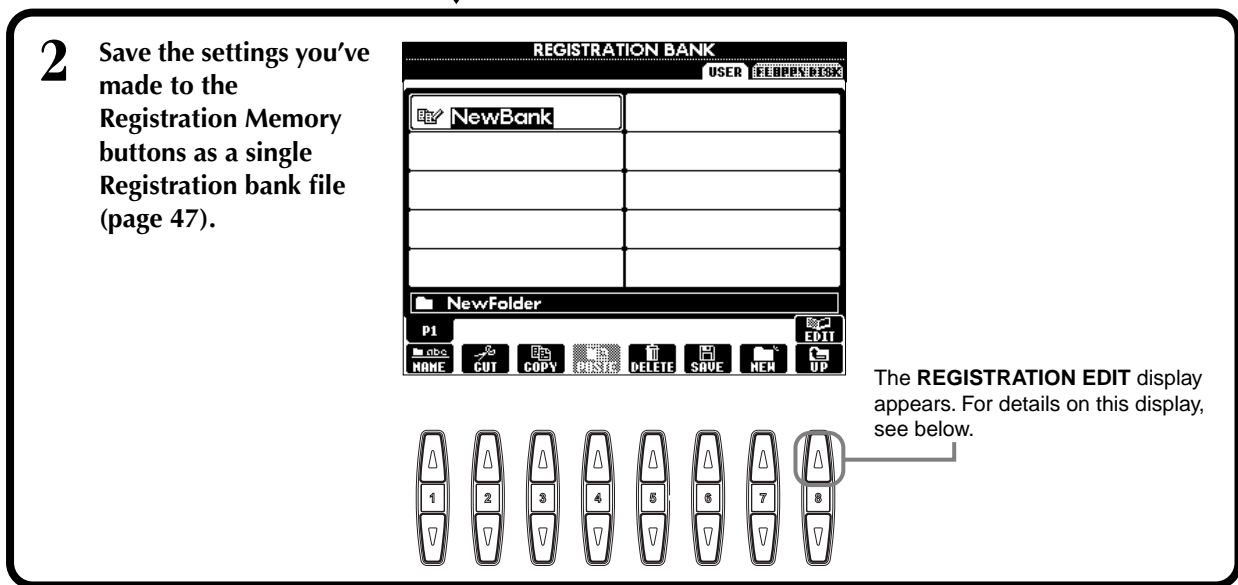 2
Save the settings you've
made to the
Registration Memory
buttons as a single
Registration bank file
(page 47).
REGISTRATION BANK
USER FLOPPY DISK
NewBank
NewFolder
P1
EDIT
abc
NAME CUT COPY PASTE DELETE SAVE NEW UP
The REGISTRATION EDIT display
appears. For details on this display,
see below.
1 2 3 4 5 6 7 8